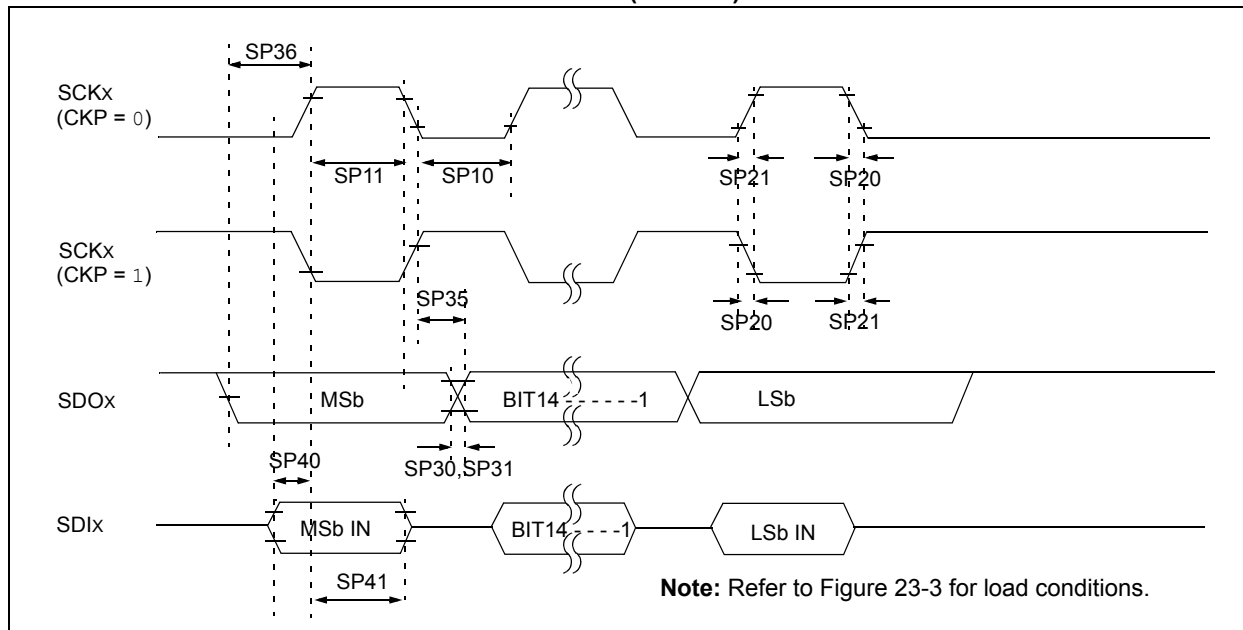 SP36
SCKx
(CKP = 0)
SP11
SP10
SP21
SP20
SCKx
(CKP = 1)
SP35
SP20
SP21
SDOx
MSb
BIT14 - - - - - -1
LSb
SP40
SP30,SP31
SDIx
MSb IN
BIT14 - - - - -1
LSb IN
SP41
Note: Refer to Figure 23-3 for load conditions.